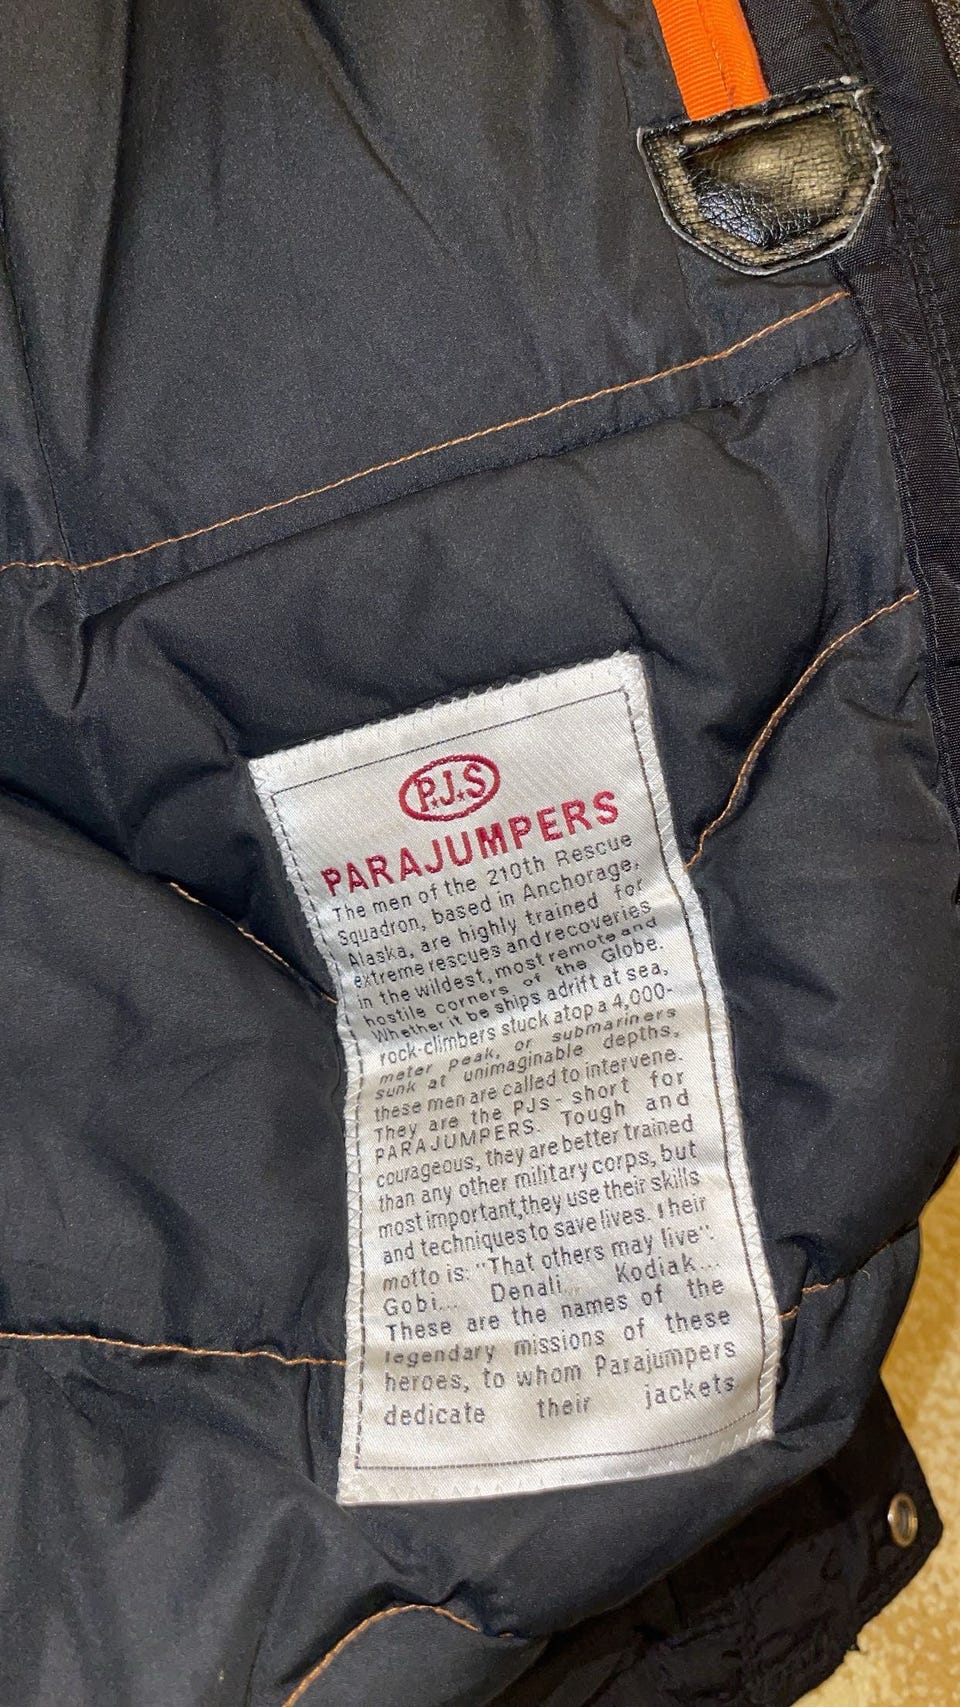 P.J.S
PARAJUMPERS
The men of the 210th Rescue
Squadron, based in Anchorage,
Alaska, are highly trained for
extreme rescues and recoveries
in the wildest, most remote and
hostile corners of the Globe.
Whether it be ships adrift at sea,
rock-climbers stuck atop a 4,000-
meter peak, or submariners
sunk at unimaginable depths,
these men are called to intervene.
They are the PJs - short for
PARAJUMPERS. Tough and
courageous, they are better trained
than any other military corps, but
most important, they use their skills
and techniques to save lives. Their
motto is: "That others may live".
Gobi... Denali... Kodiak...
These are the names of the
legendary missions of these
heroes, to whom Parajumpers
dedicate their jackets